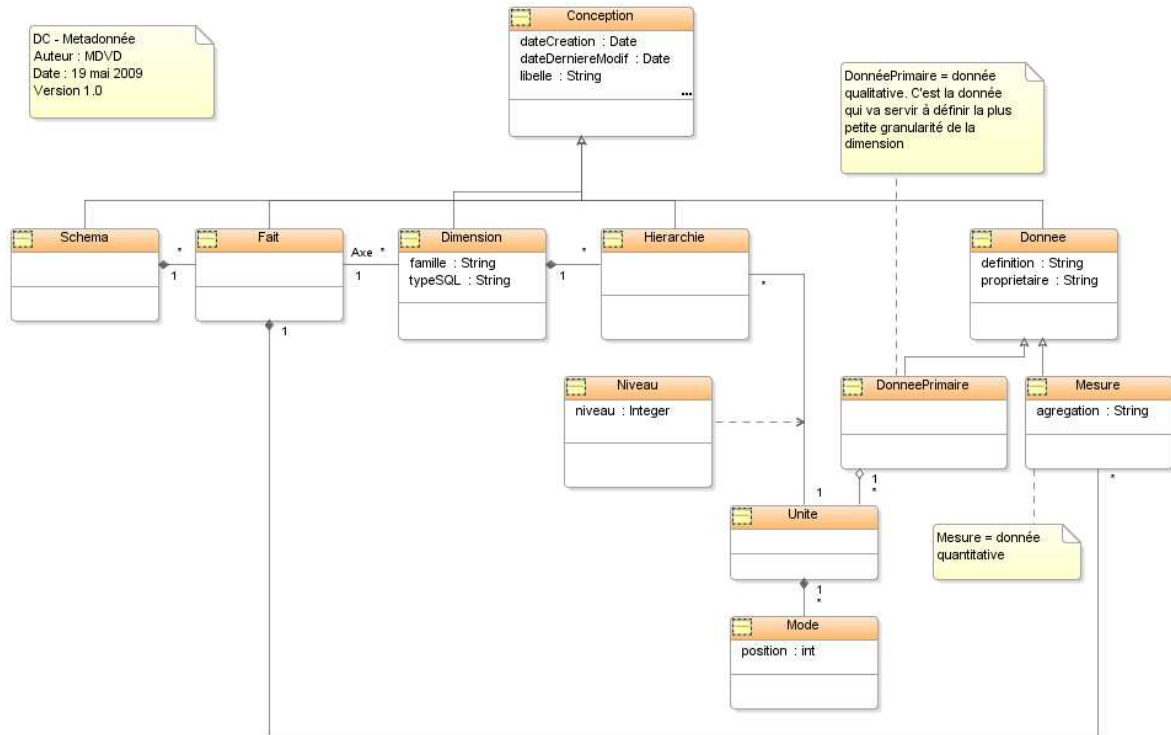 Conception
dateCreation : Date
dateDerniereModif : Date
libelle : String
...
DC - Metadonnée
Auteur : MDVD
Date : 19 mai 2009
Version 1.0
DonnéePrimaire = donnée
qualitative. C'est la donnée
qui va servir à définir la plus
petite granularité de la
dimension
Schema
*
1
Fait
1
Axe *
1
Dimension
famille : String
typeSQL : String
*
1
Hierarchie
*
Donnee
definition : String
proprietaire : String
Niveau
niveau : Integer
DonneePrimaire
1
*
Mesure
agregation : String
*
1
Unite
1
*
Mesure = donnée
quantitative
Mode
position : int